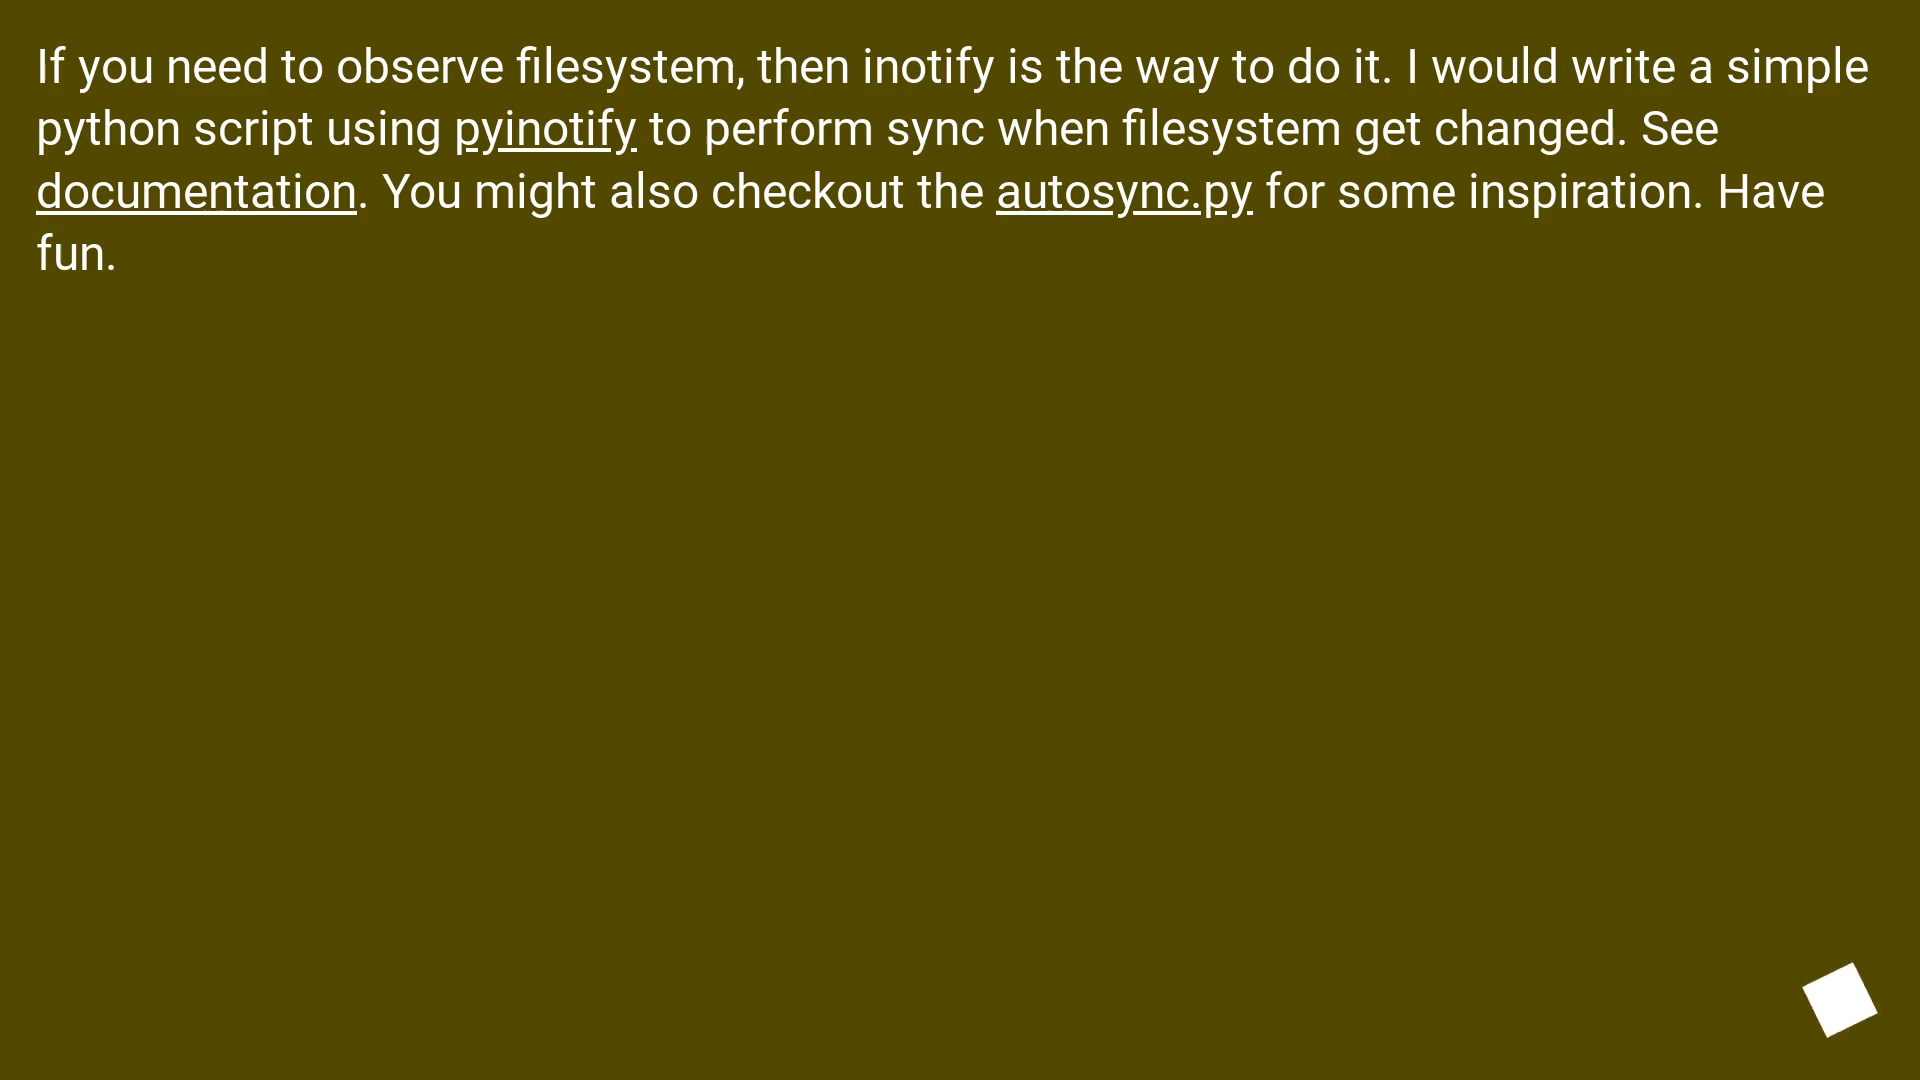 If you need to observe filesystem, then inotify is the way to do it. I would write a simple
python script using pyinotify to perform sync when filesystem get changed. See
documentation. You might also checkout the autosync.py for some inspiration. Have
fun.